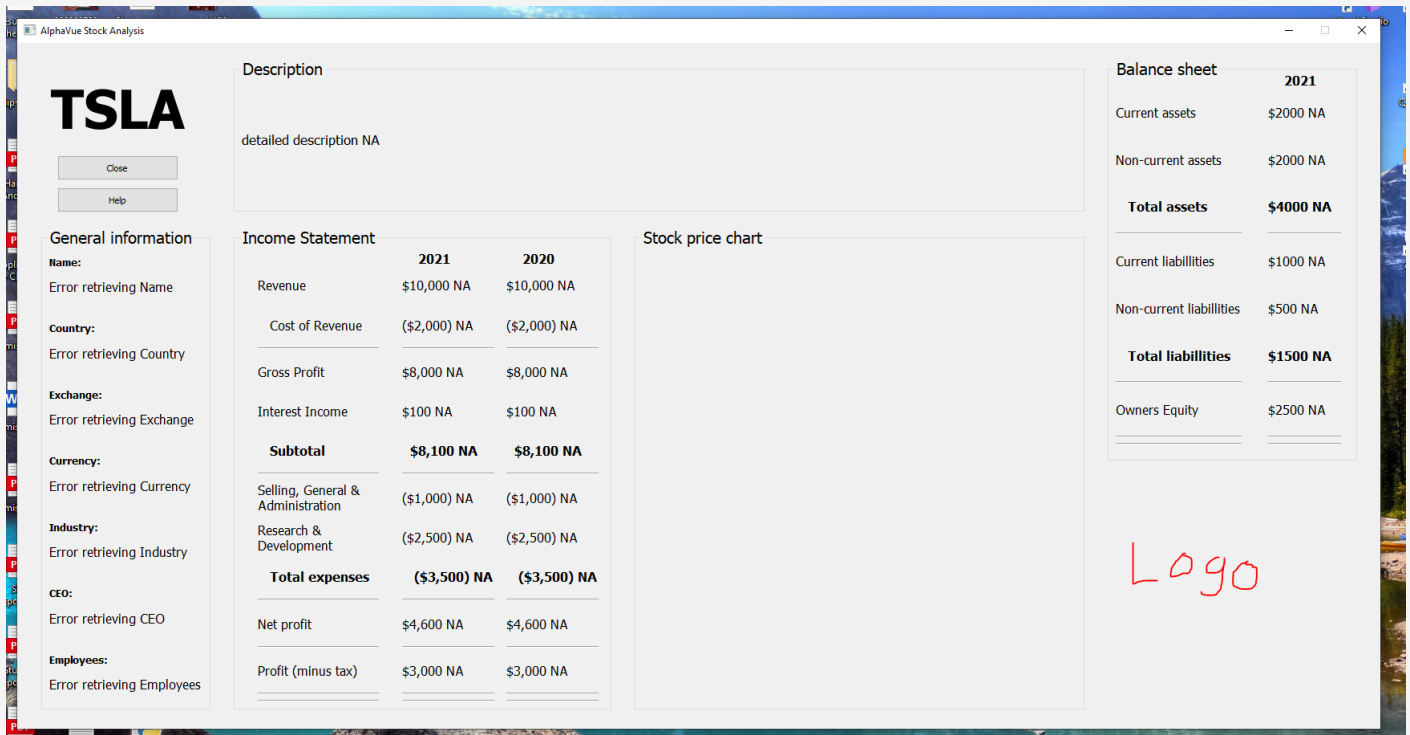 AlphaVue Stock Analysis
TSLA
Close
Help
Description
detailed description NA
General information
Name:
Error retrieving Name
Country:
Error retrieving Country
Exchange:
Error retrieving Exchange
Currency:
Error retrieving Currency
Industry:
Error retrieving Industry
CEO:
Error retrieving CEO
Employees:
Error retrieving Employees
Income Statement
2021 2020
Revenue $10,000 NA $10,000 NA
Cost of Revenue ($2,000) NA ($2,000) NA
Gross Profit $8,000 NA $8,000 NA
Interest Income $100 NA $100 NA
Subtotal $8,100 NA $8,100 NA
Selling, General &
Administration ($1,000) NA ($1,000) NA
Research &
Development ($2,500) NA ($2,500) NA
Total expenses ($3,500) NA ($3,500) NA
Net profit $4,600 NA $4,600 NA
Profit (minus tax) $3,000 NA $3,000 NA
Stock price chart
Balance sheet
2021
Current assets $2000 NA
Non-current assets $2000 NA
Total assets $4000 NA
Current liabillities $1000 NA
Non-current liabillities $500 NA
Total liabillities $1500 NA
Owners Equity $2500 NA
Logo